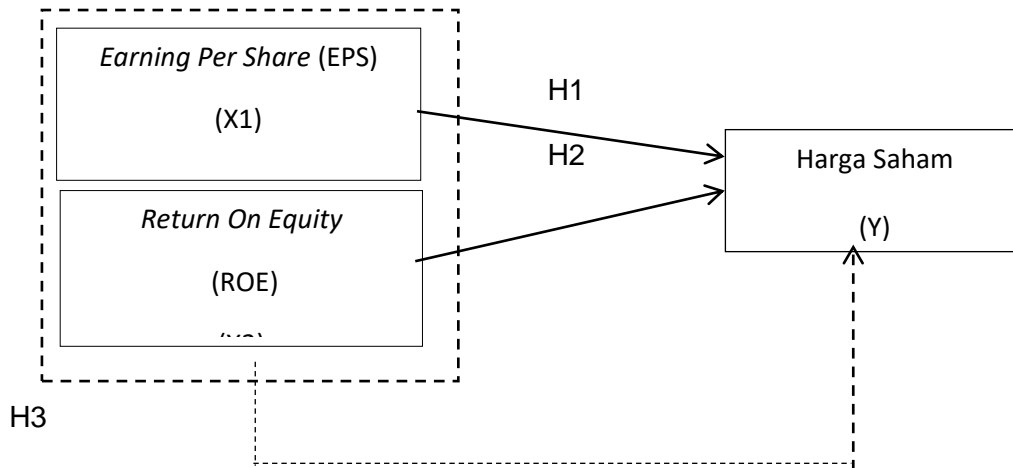 Earning Per Share (EPS)
(X1)
H1
H2
Harga Saham
(Y)
Return On Equity
(ROE)
H3